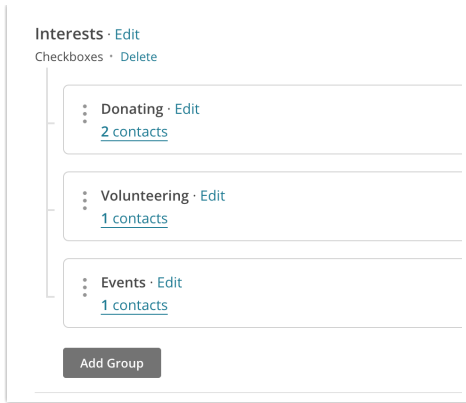 Interests · Edit
Checkboxes • Delete
Donating · Edit
2 contacts
Volunteering · Edit
1 contacts
Events · Edit
1 contacts
Add Group